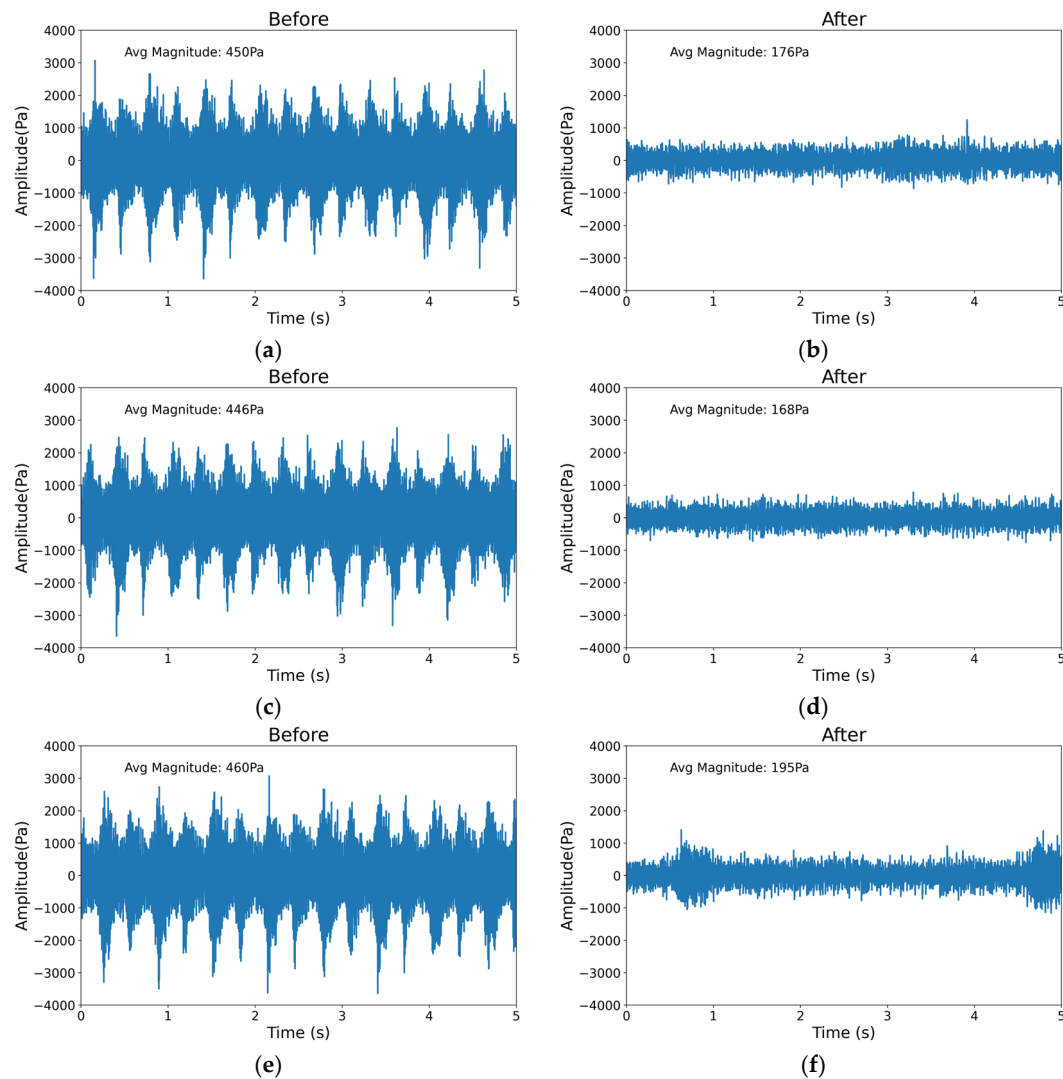 Before
Avg Magnitude: 450Pa
4000
3000
2000
1000
0
−1000
−2000
−3000
−4000
Amplitude(Pa)
0 1 2 3 4 5
Time (s)
(a)
After
Avg Magnitude: 176Pa
4000
3000
2000
1000
0
−1000
−2000
−3000
−4000
Amplitude(Pa)
0 1 2 3 4 5
Time (s)
(b)
Before
Avg Magnitude: 446Pa
4000
3000
2000
1000
0
−1000
−2000
−3000
−4000
Amplitude(Pa)
0 1 2 3 4 5
Time (s)
(c)
After
Avg Magnitude: 168Pa
4000
3000
2000
1000
0
−1000
−2000
−3000
−4000
Amplitude(Pa)
0 1 2 3 4 5
Time (s)
(d)
Before
Avg Magnitude: 460Pa
4000
3000
2000
1000
0
−1000
−2000
−3000
−4000
Amplitude(Pa)
0 1 2 3 4 5
Time (s)
(e)
After
Avg Magnitude: 195Pa
4000
3000
2000
1000
0
−1000
−2000
−3000
−4000
Amplitude(Pa)
0 1 2 3 4 5
Time (s)
(f)